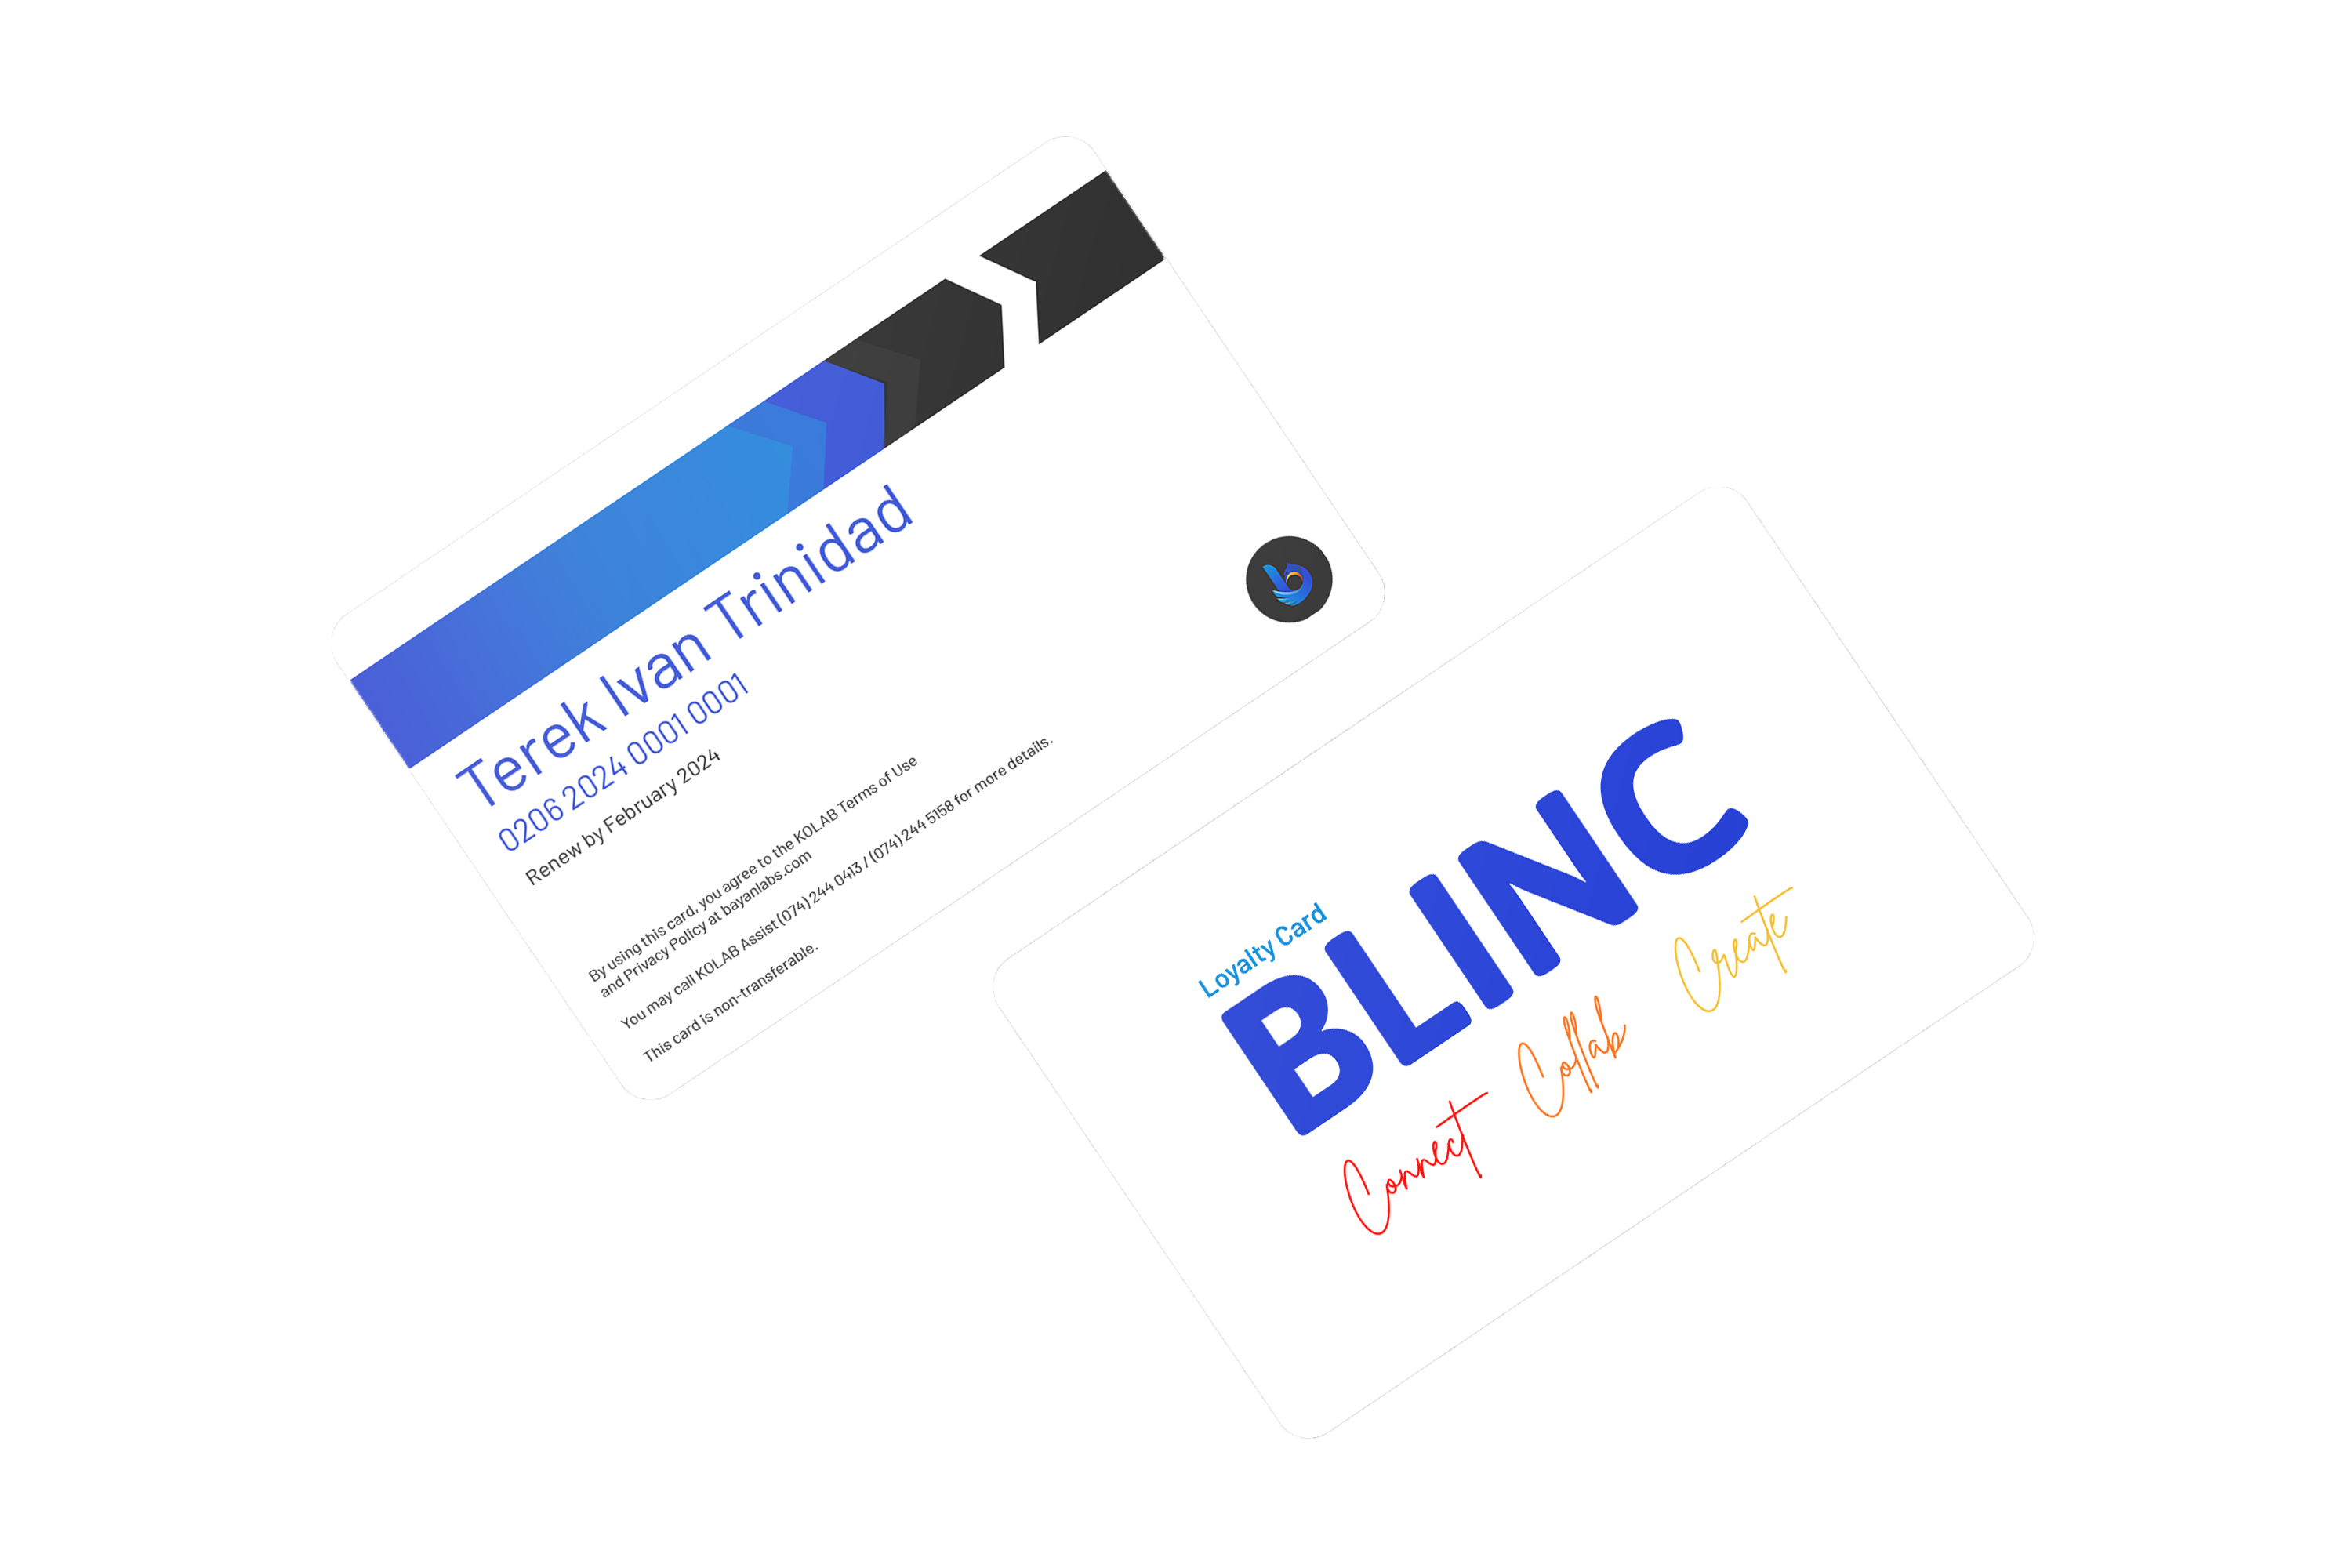 Terek Ivan Trinidad
0206 2024 0001 0001
Renew by February 2024
By using this card, you agree to the KOLAB Terms of Use
and Privacy Policy at bayanlabs.com
You may call KOLAB Assist (074) 244 0413 / (074) 244 5158 for more details.
This card is non-transferable.
Loyalty Card
BLINC
Connect Collab Create